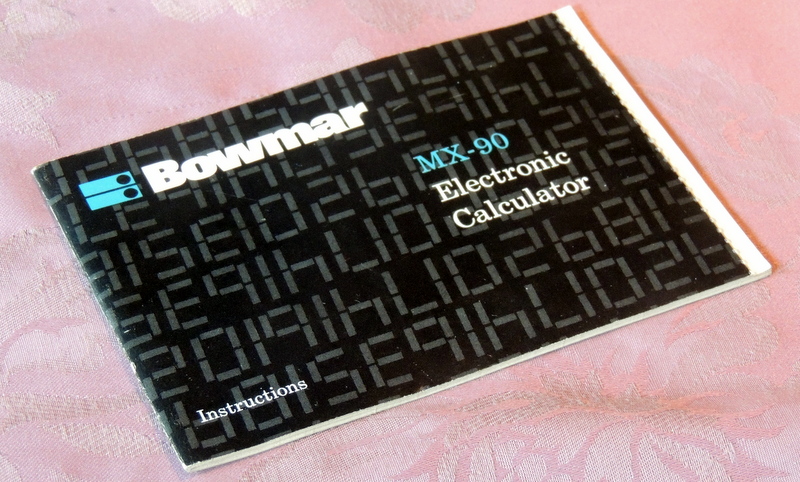 Bowmar
MX-90
Electronic
Calculator
Instructions